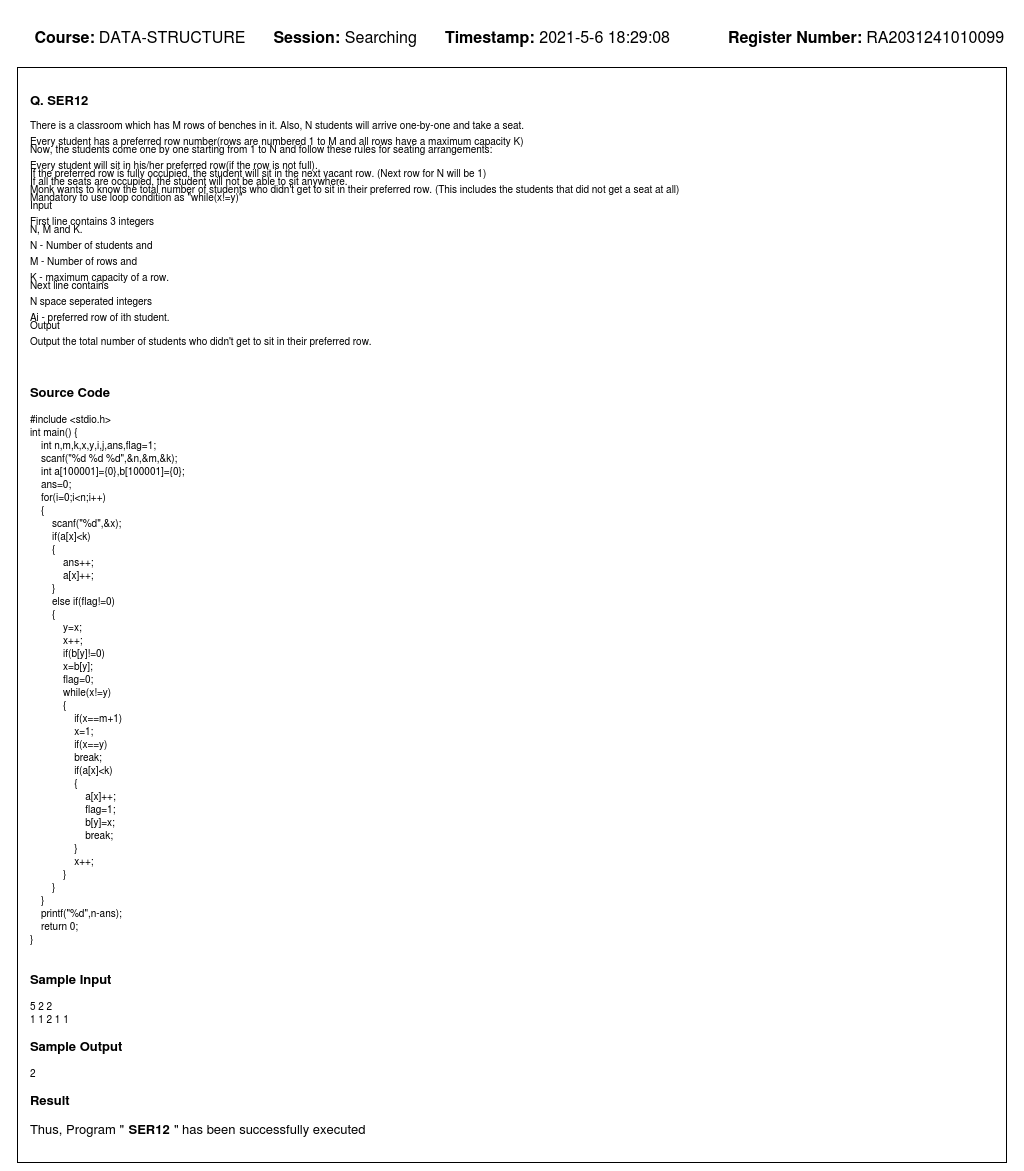 Course: DATA-STRUCTURE Session: Searching Timestamp: 2021-5-6 18:29:08 Register Number: RA2031241010099
Q. SER12
There is a classroom which has M rows of benches in it. Also, N students will arrive one-by-one and take a seat.
Every student has a preferred row number(rows are numbered 1 to M and all rows have a maximum capacity K)
Now, the students come one by one starting from 1 to N and follow these rules for seating arrangements:
Every student will sit in his/her preferred row(if the row is not full).
If the preferred row is fully occupied, the student will sit in the next vacant row. (Next row for N will be 1)
If all the seats are occupied, the student will not be able to sit anywhere.
Monk wants to know the total number of students who didn't get to sit in their preferred row. (This includes the students that did not get a seat at all)
Mandatory to use loop condition as "while(x!=y)"
Input
First line contains 3 integers
N, M and K.
N - Number of students and
M - Number of rows and
K - maximum capacity of a row.
Next line contains
N space seperated integers
Ai - preferred row of ith student.
Output
Output the total number of students who didn't get to sit in their preferred row.
Source Code
#include <stdio.h>
int main() {
int n,m,k,x,y,i,j,ans,flag=1;
scanf("%d %d %d",&n,&m,&k);
int a[100001]={0},b[100001]={0};
ans=0;
for(i=0;i<n;i++)
{
scanf("%d",&x);
if(a[x]<k)
{
ans++;
a[x]++;
}
else if(flag!=0)
{
y=x;
x++;
if(b[y]!=0)
x=b[y];
flag=0;
while(x!=y)
{
if(x==m+1)
x=1;
if(x==y)
break;
if(a[x]<k)
{
a[x]++;
flag=1;
b[y]=x;
break;
}
x++;
}
}
}
printf("%d",n-ans);
return 0;
}
Sample Input
5 2 2
1 1 2 1 1
Sample Output
2
Result
Thus, Program " SER12 " has been successfully executed